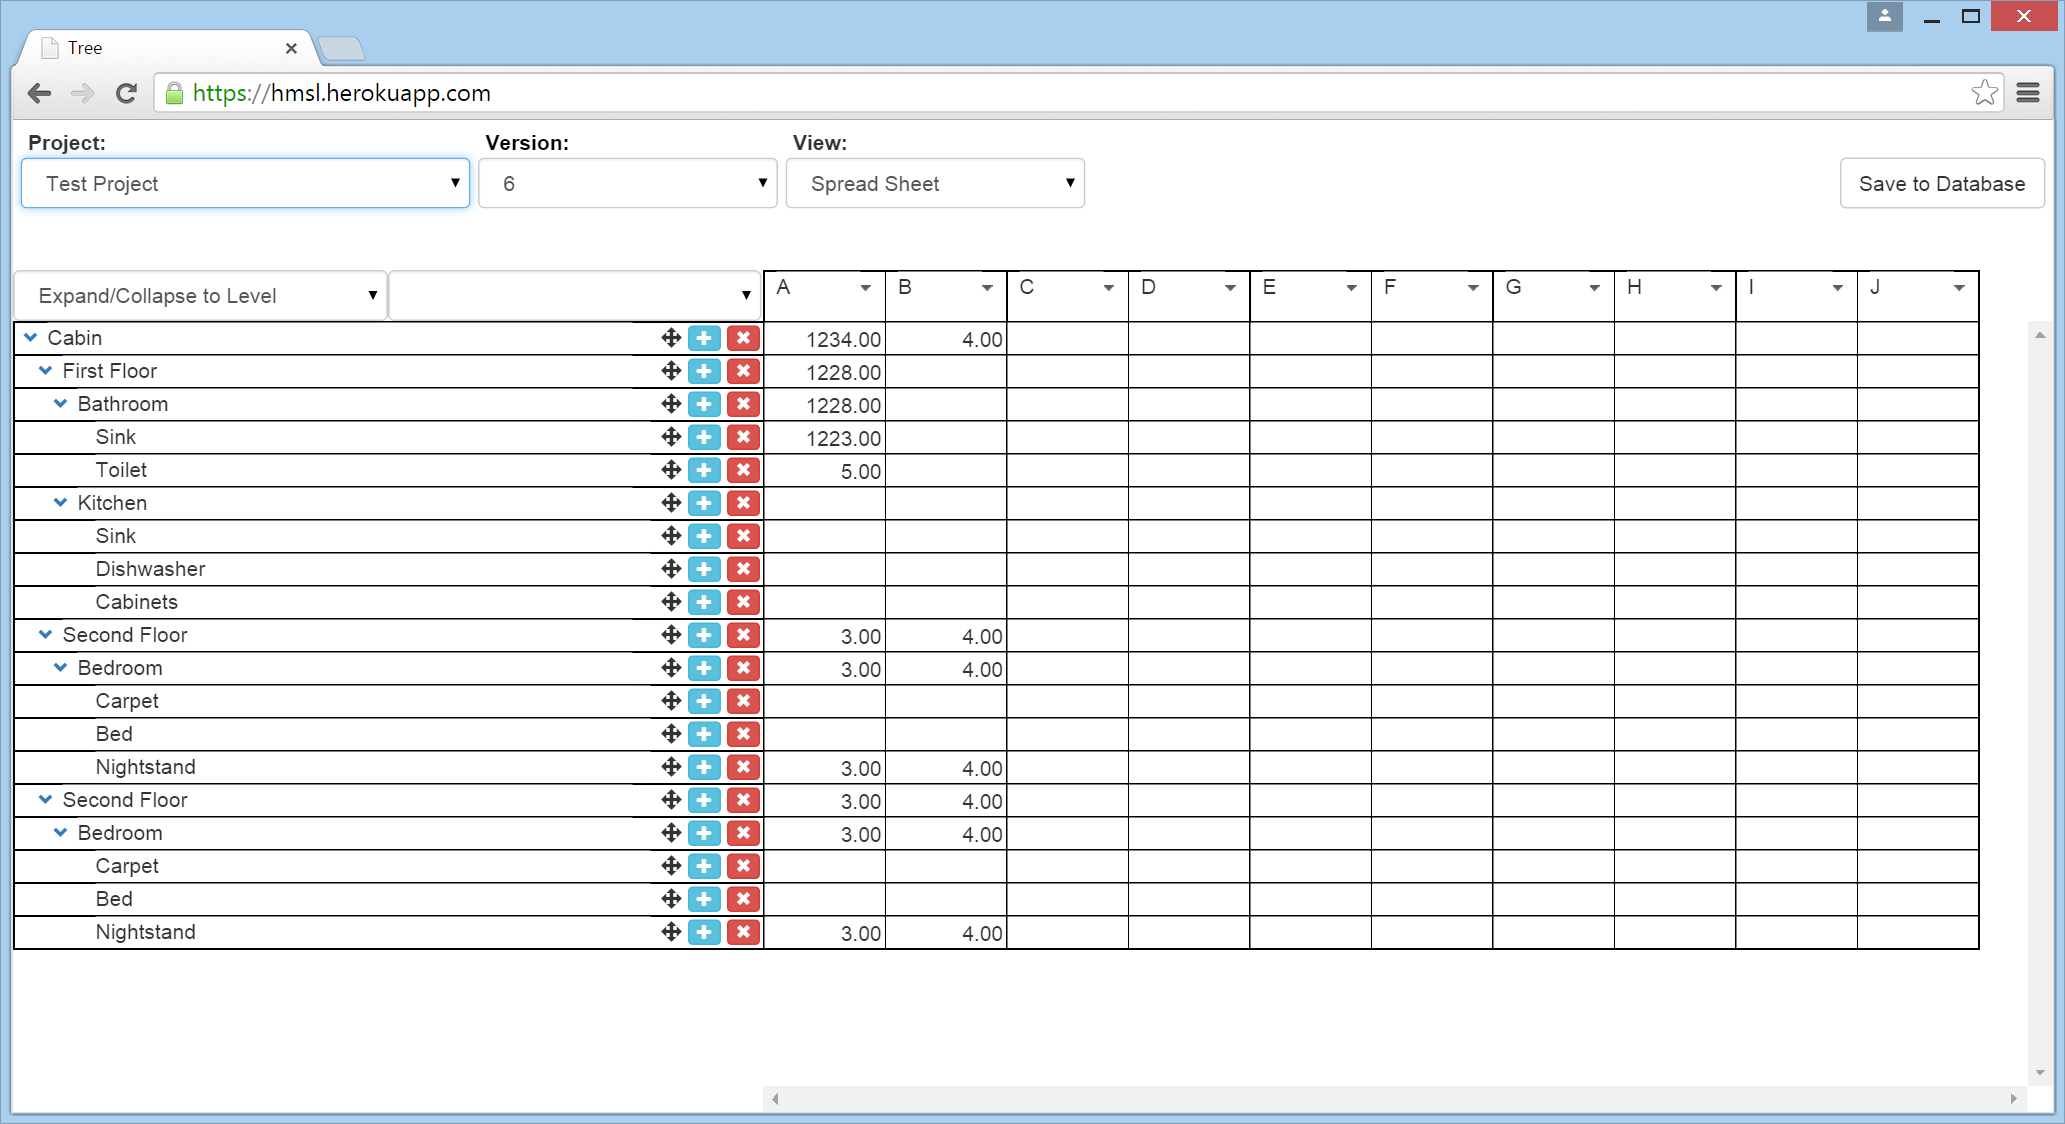 Tree
https://hmsl.herokuapp.com
Project: Version: View:
Test Project 6 Spread Sheet Save to Database
Expand/Collapse to Level A B C D E F G H I J
Cabin 1234.00 4.00
First Floor 1228.00
Bathroom 1228.00
Sink 1223.00
Toilet 5.00
Kitchen
Sink
Dishwasher
Cabinets
Second Floor 3.00 4.00
Bedroom 3.00 4.00
Carpet
Bed
Nightstand 3.00 4.00
Second Floor 3.00 4.00
Bedroom 3.00 4.00
Carpet
Bed
Nightstand 3.00 4.00